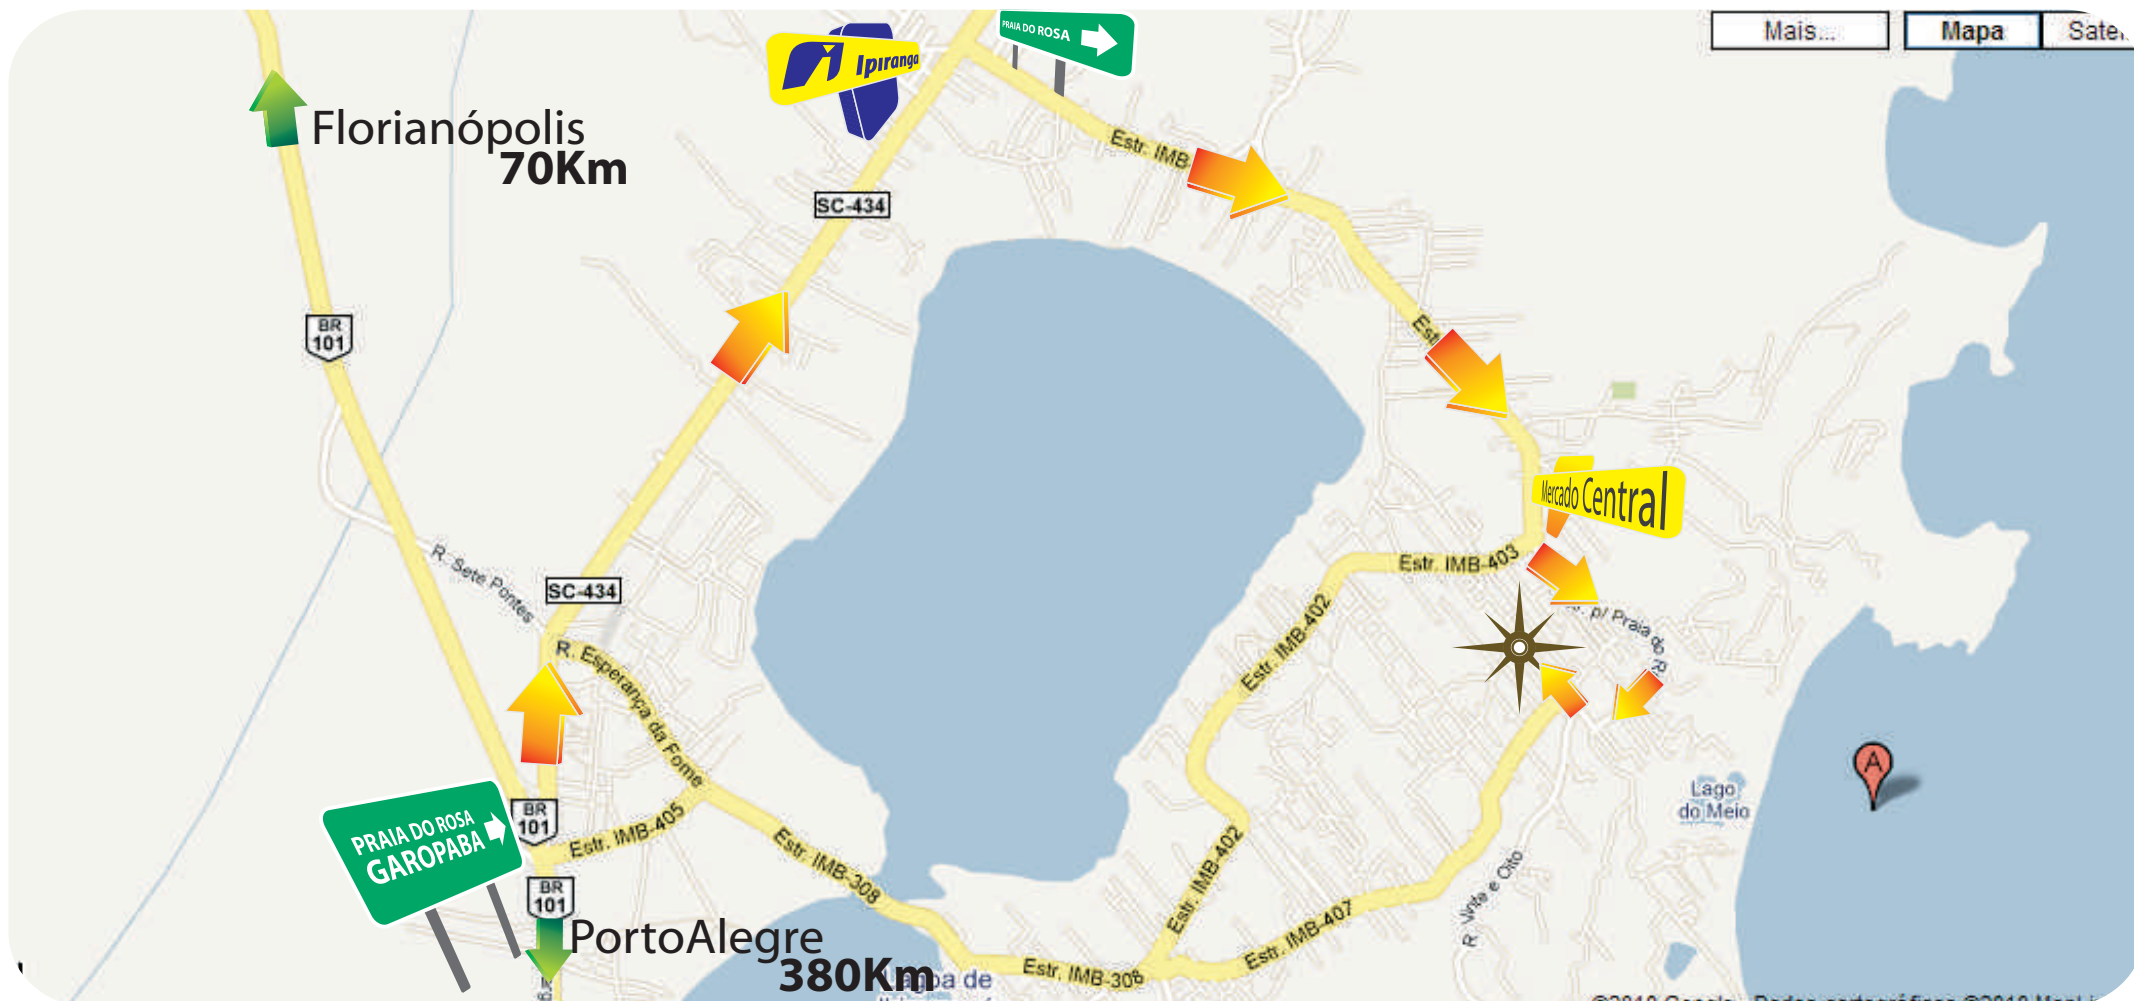 PRAIA DO ROSA
Mais...
Mapa
Ipiranga
Florianópolis
70Km
Estr. IMB
SC-434
BR
101
Est
Mercado Central
R. Sete Pontes
Estr. IMB-403
SC-434
Estr. IMB-402
p/ Praia do R
R. Esperança da Fome
PRAIA DO ROSA
GAROPABA
BR
101
Estr. IMB-405
A
Lago
do Meio
Estr. IMB-308
Estr. IMB-402
BR
101
R. Vinte e Oito
Estr. IMB-407
PortoAlegre
380Km
Estr. IMB-308
Lagoa de